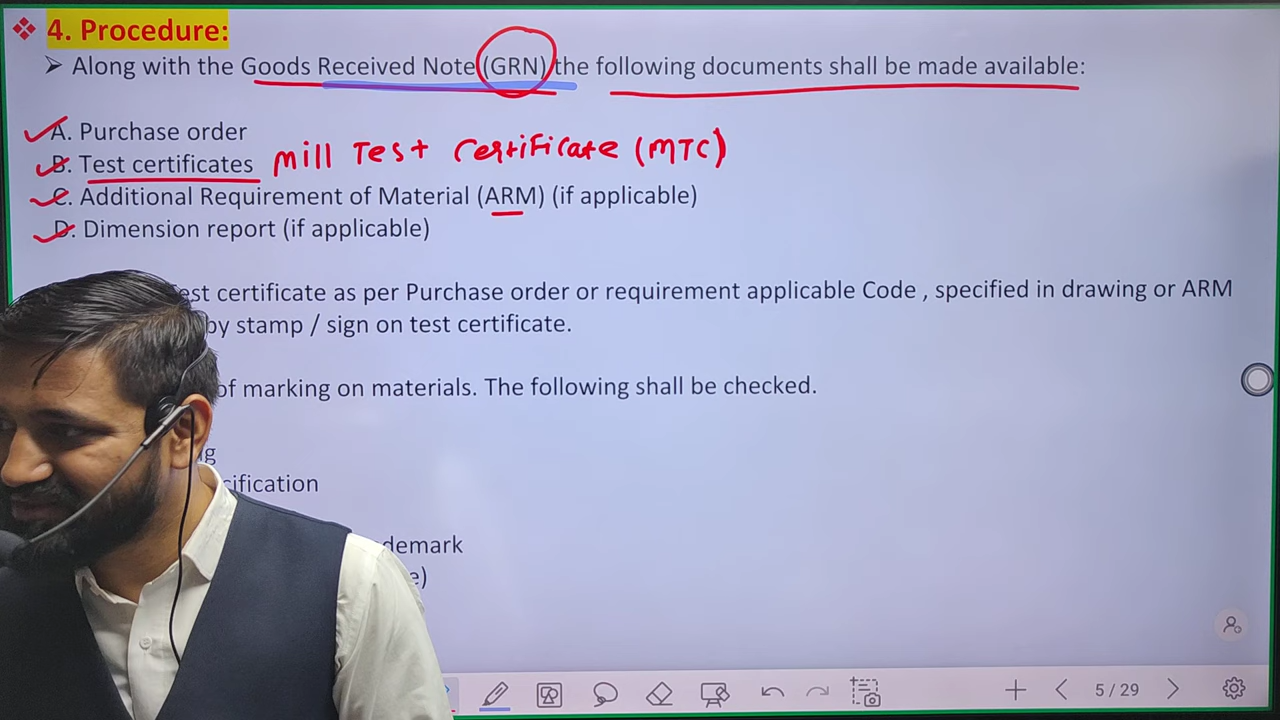 ❖ 4. Procedure:
➤ Along with the Goods Received Note (GRN) the following documents shall be made available:
A. Purchase order
B. Test certificates Mill Test Certificate (MTC)
C. Additional Requirement of Material (ARM) (if applicable)
D. Dimension report (if applicable)
est certificate as per Purchase order or requirement applicable Code , specified in drawing or ARM
by stamp / sign on test certificate.
of marking on materials. The following shall be checked.
g
cification
demark
e)
5 / 29